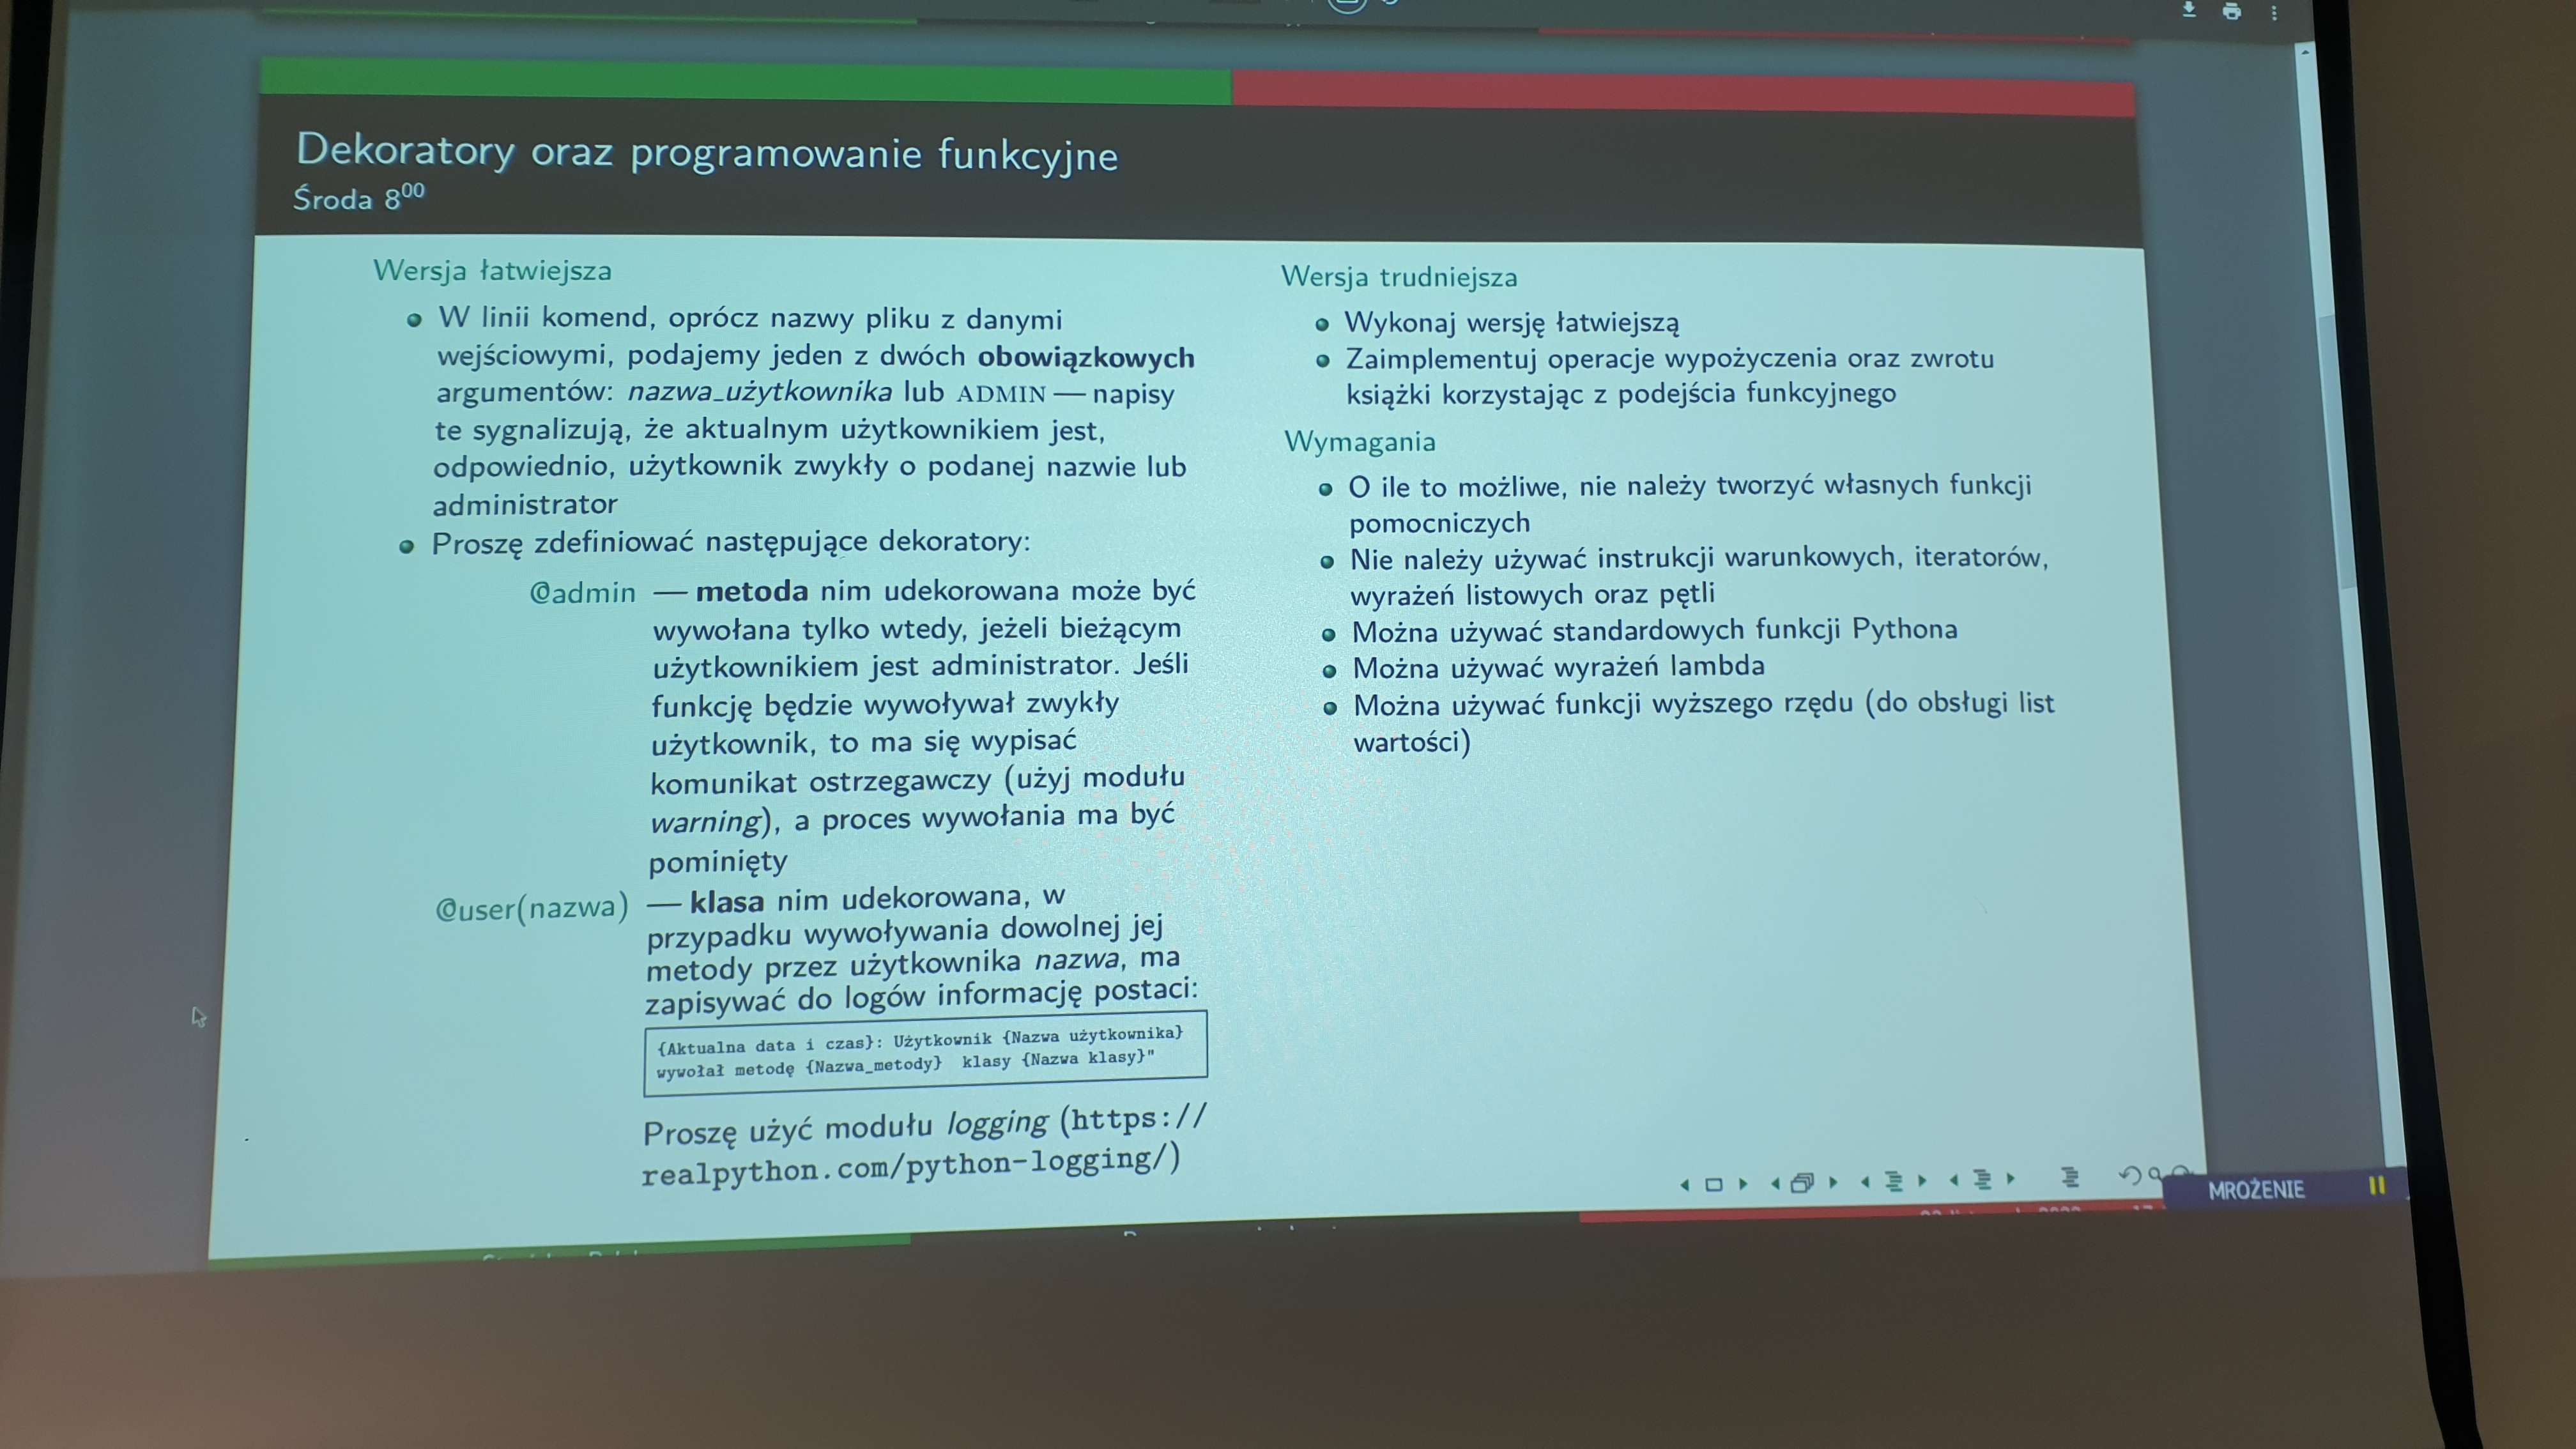 Dekoratory oraz programowanie funkcyjne
Środa 8⁰⁰
Wersja łatwiejsza
W linii komend, oprócz nazwy pliku z danymi
wejściowymi, podajemy jeden z dwóch obowiązkowych
argumentów: nazwa_użytkownika lub ADMIN — napisy
te sygnalizują, że aktualnym użytkownikiem jest,
odpowiednio, użytkownik zwykły o podanej nazwie lub
administrator
Proszę zdefiniować następujące dekoratory:
@admin — metoda nim udekorowana może być
wywołana tylko wtedy, jeżeli bieżącym
użytkownikiem jest administrator. Jeśli
funkcję będzie wywoływał zwykły
użytkownik, to ma się wypisać
komunikat ostrzegawczy (użyj modułu
warning), a proces wywołania ma być
pominięty
@user(nazwa) — klasa nim udekorowana, w
przypadku wywoływania dowolnej jej
metody przez użytkownika nazwa, ma
zapisywać do logów informację postaci:
{Aktualna data i czas}: Użytkownik {Nazwa użytkownika}
wywołał metodę {Nazwa_metody} klasy {Nazwa klasy}"
Proszę użyć modułu logging (https://
realpython.com/python-logging/)
Wersja trudniejsza
Wykonaj wersję łatwiejszą
Zaimplementuj operacje wypożyczenia oraz zwrotu
książki korzystając z podejścia funkcyjnego
Wymagania
O ile to możliwe, nie należy tworzyć własnych funkcji
pomocniczych
Nie należy używać instrukcji warunkowych, iteratorów,
wyrażeń listowych oraz pętli
Można używać standardowych funkcji Pythona
Można używać wyrażeń lambda
Można używać funkcji wyższego rzędu (do obsługi list
wartości)
MROŻENIE